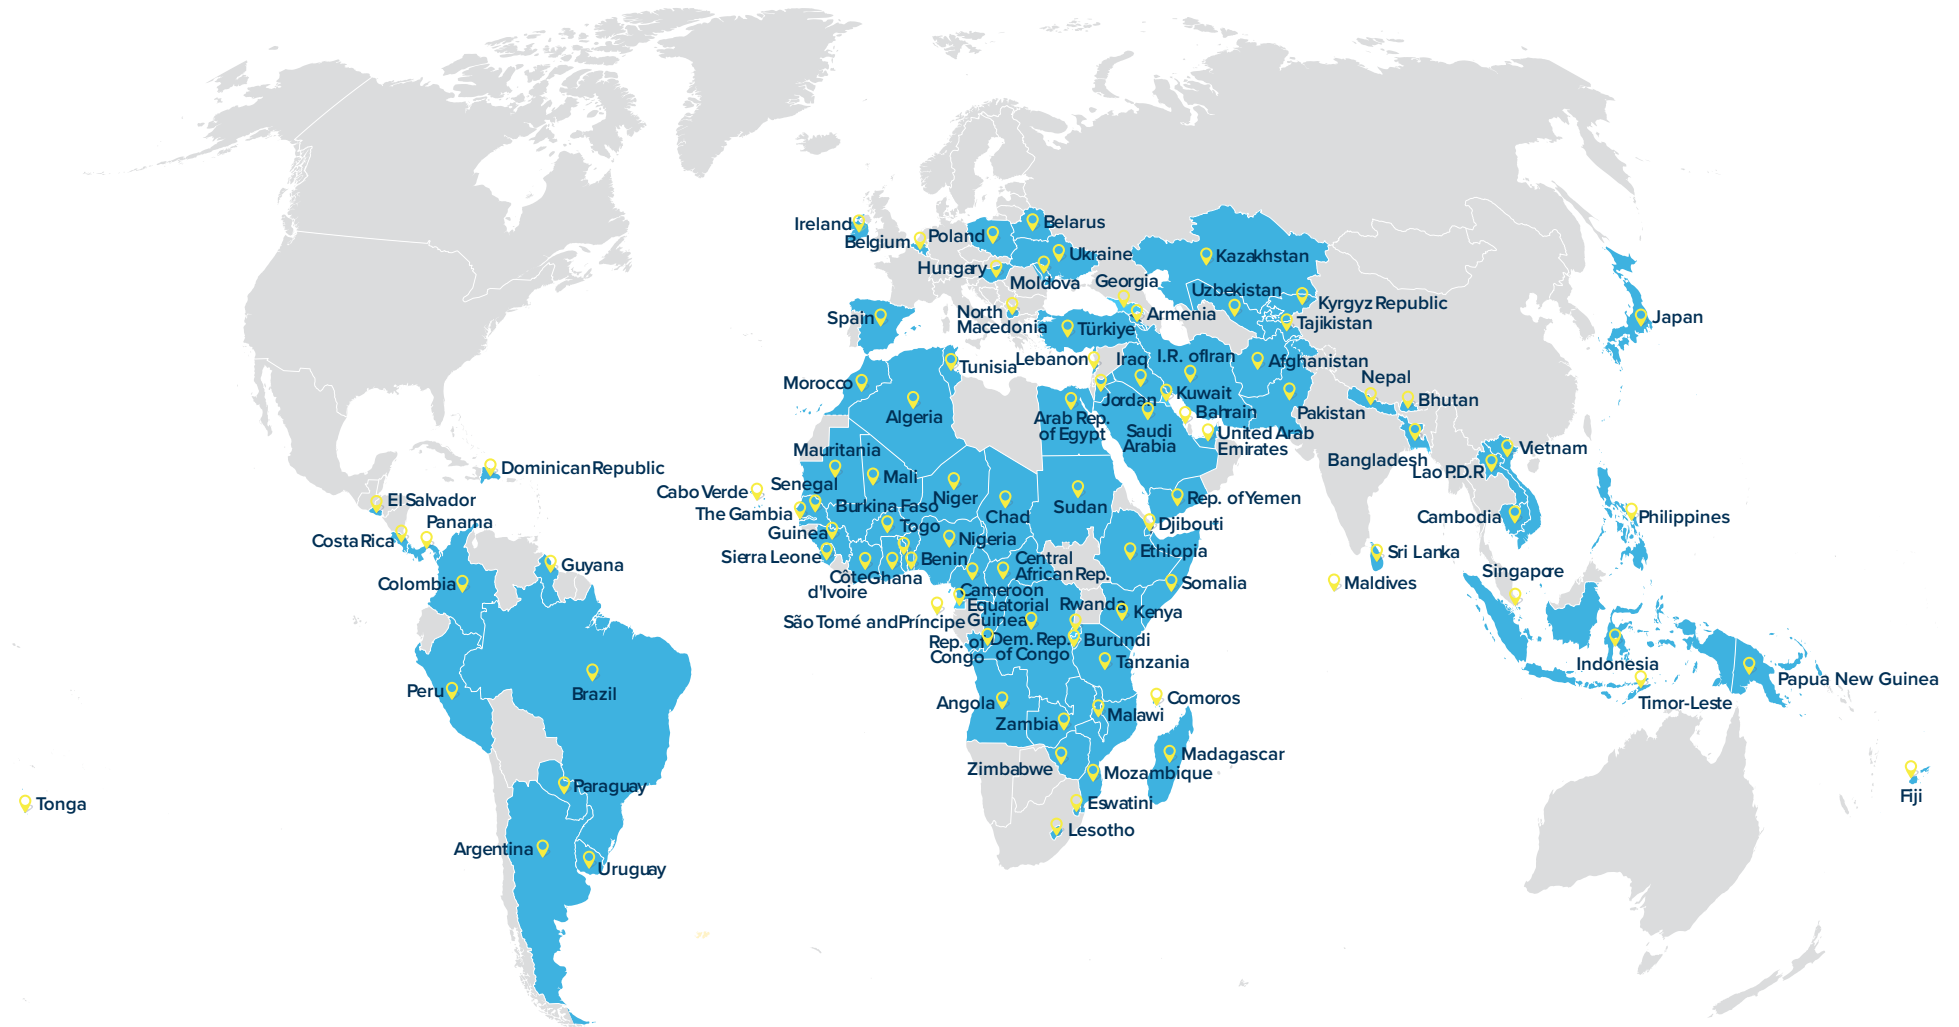 Ireland
Belarus
Belgium
Poland
Ukraine
Kazakhstan
Hungary
Moldova
Georgia
Uzbekistan
Kyrgyz Republic
Spain
North
Macedonia
Türkiye
Armenia
Tajikistan
Japan
Tunisia
Lebanon
Iraq
I.R. of Iran
Afghanistan
Morocco
Algeria
Jordan
Kuwait
Nepal
Bhutan
Arab Rep.
of Egypt
Saudi
Arabia
Bahrain
Pakistan
United Arab
Emirates
Bangladesh
Lao P.D.R
Vietnam
Mauritania
Dominican Republic
El Salvador
Panama
Costa Rica
Cabo Verde
Senegal
Mali
Niger
The Gambia
Burkina Faso
Chad
Sudan
Rep. of Yemen
Guinea
Togo
Nigeria
Djibouti
Cambodia
Philippines
Sierra Leone
Benin
Central
African Rep.
Ethiopia
Sri Lanka
Guyana
Colombia
Côte
d'Ivoire
Ghana
Cameroon
Somalia
Maldives
Singapore
São Tomé and Príncipe
Equatorial
Guinea
Rwanda
Kenya
Rep. of
Congo
Dem. Rep.
of Congo
Burundi
Tanzania
Indonesia
Papua New Guinea
Peru
Brazil
Angola
Zambia
Malawi
Comoros
Timor-Leste
Zimbabwe
Mozambique
Madagascar
Paraguay
Tonga
Eswatini
Fiji
Lesotho
Argentina
Uruguay